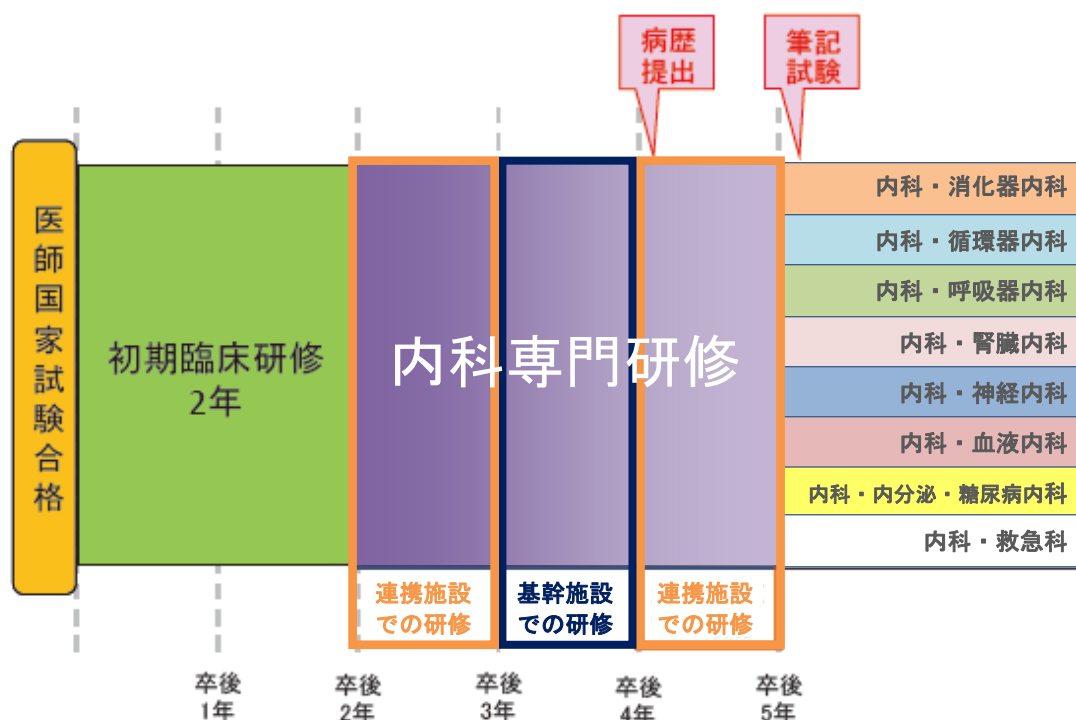 病歴
提出
筆記
試験
医師国家試験合格
初期臨床研修
2年
内科専門研修
連携施設
での研修
基幹施設
での研修
連携施設
での研修
内科・消化器内科
内科・循環器内科
内科・呼吸器内科
内科・腎臓内科
内科・神経内科
内科・血液内科
内科・内分泌・糖尿病内科
内科・救急科
卒後
1年
卒後
2年
卒後
3年
卒後
4年
卒後
5年